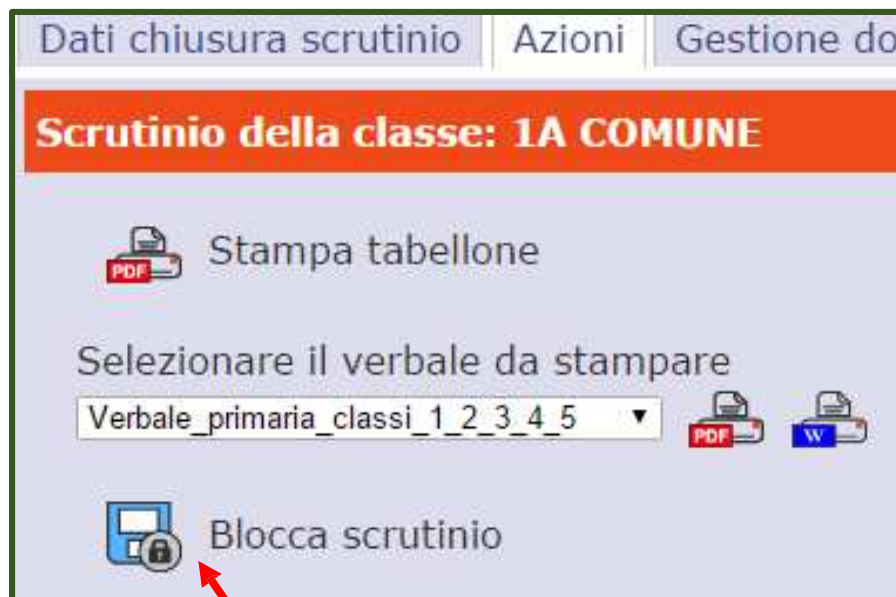 Dati chiusura scrutinio Azioni Gestione do
Scrutinio della classe: 1A COMUNE
PDF Stampa tabellone
Selezionare il verbale da stampare
Verbale_primaria_classi_1_2_3_4_5 PDF W
Blocca scrutinio